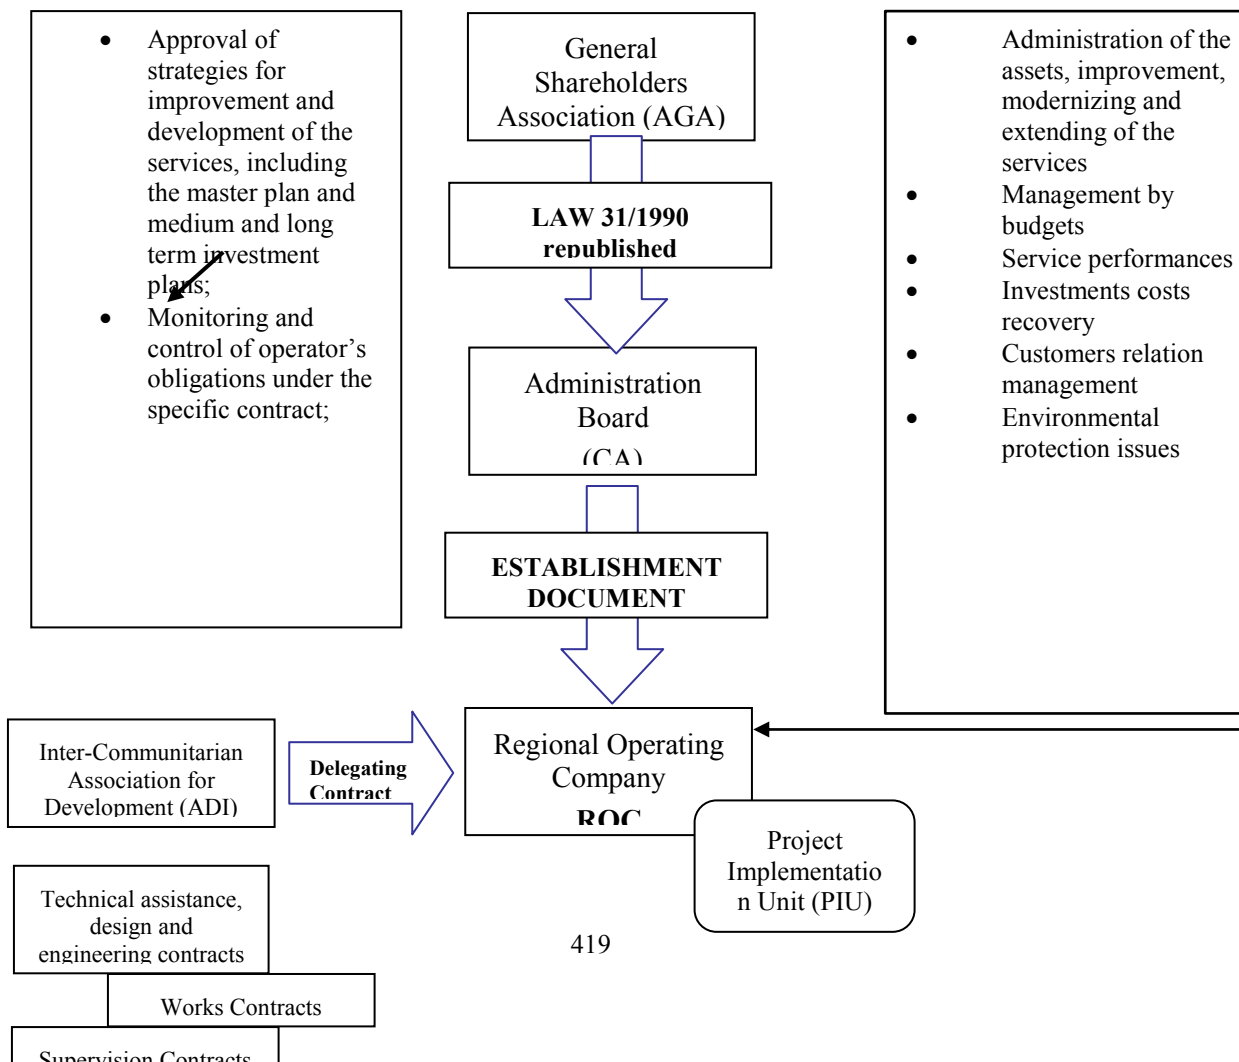 • Approval of
strategies for
improvement and
development of the
services, including
the master plan and
medium and long
term investment
plans;
• Monitoring and
control of operator’s
obligations under the
specific contract;
General
Shareholders
Association (AGA)
LAW 31/1990
republished
Administration
Board
(CA)
ESTABLISHMENT
DOCUMENT
• Administration of the
assets, improvement,
modernizing and
extending of the
services
• Management by
budgets
• Service performances
• Investments costs
recovery
• Customers relation
management
• Environmental
protection issues
Inter-Communitarian
Association for
Development (ADI)
Delegating
Contract
Regional Operating
Company
ROC
Project
Implementatio
n Unit (PIU)
Technical assistance,
design and
engineering contracts
Works Contracts
Supervision Contracts
419